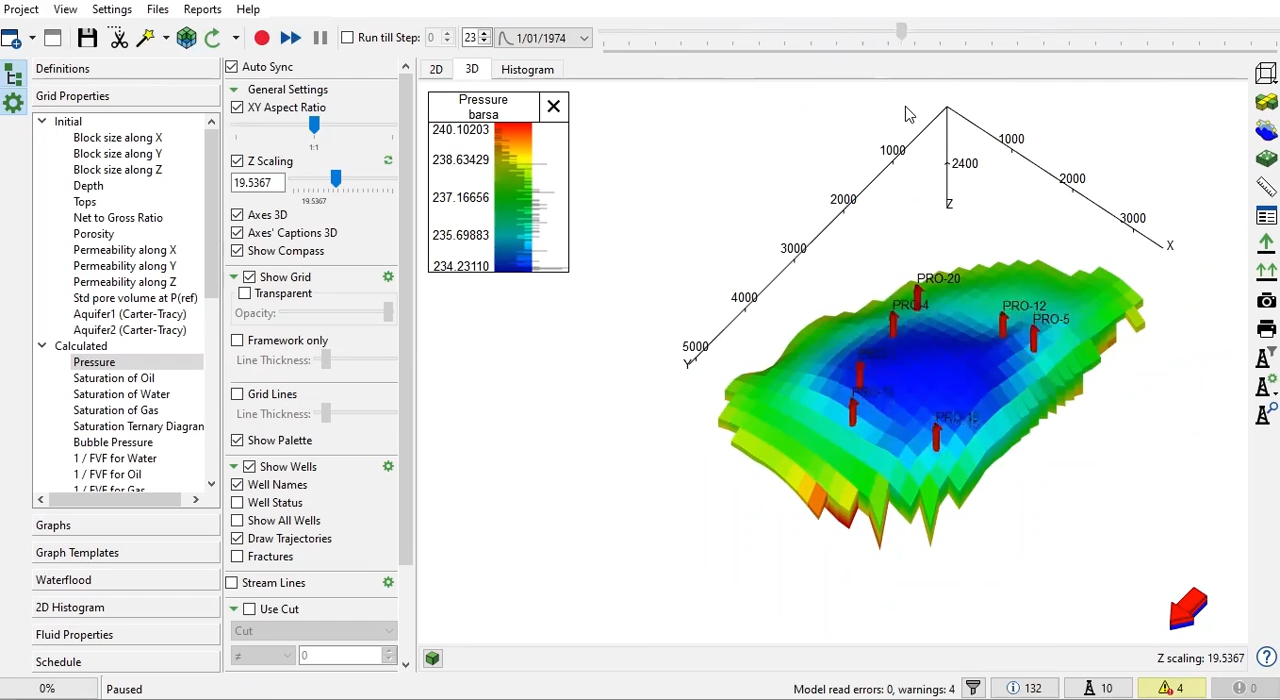 Project View Settings Files Reports Help
Run till Step: 0 23 1/01/1974
Definitions
Grid Properties
Initial
Block size along X
Block size along Y
Block size along Z
Depth
Tops
Net to Gross Ratio
Porosity
Permeability along X
Permeability along Y
Permeability along Z
Std pore volume at P(ref)
Aquifer1 (Carter-Tracy)
Aquifer2 (Carter-Tracy)
Calculated
Pressure
Saturation of Oil
Saturation of Water
Saturation of Gas
Saturation Ternary Diagran
Bubble Pressure
1 / FVF for Water
1 / FVF for Oil
1 / FVF for Gas
Graphs
Graph Templates
Waterflood
2D Histogram
Fluid Properties
Schedule
Auto Sync
General Settings
XY Aspect Ratio
1:1
Z Scaling
19.5367
19.5367
Axes 3D
Axes' Captions 3D
Show Compass
Show Grid
Transparent
Opacity:
Framework only
Line Thickness:
Grid Lines
Line Thickness:
Show Palette
Show Wells
Well Names
Well Status
Show All Wells
Draw Trajectories
Fractures
Stream Lines
Use Cut
Cut
≠ 0
2D 3D Histogram
Pressure
barsa
240.10203
238.63429
237.16656
235.69883
234.23110
1000
2000
3000
4000
5000
Y
2400
Z
1000
2000
3000
X
PRO-20
PRO-4
PRO-12
PRO-5
Z scaling: 19.5367
0% Paused Model read errors: 0, warnings: 4 132 10 4 0